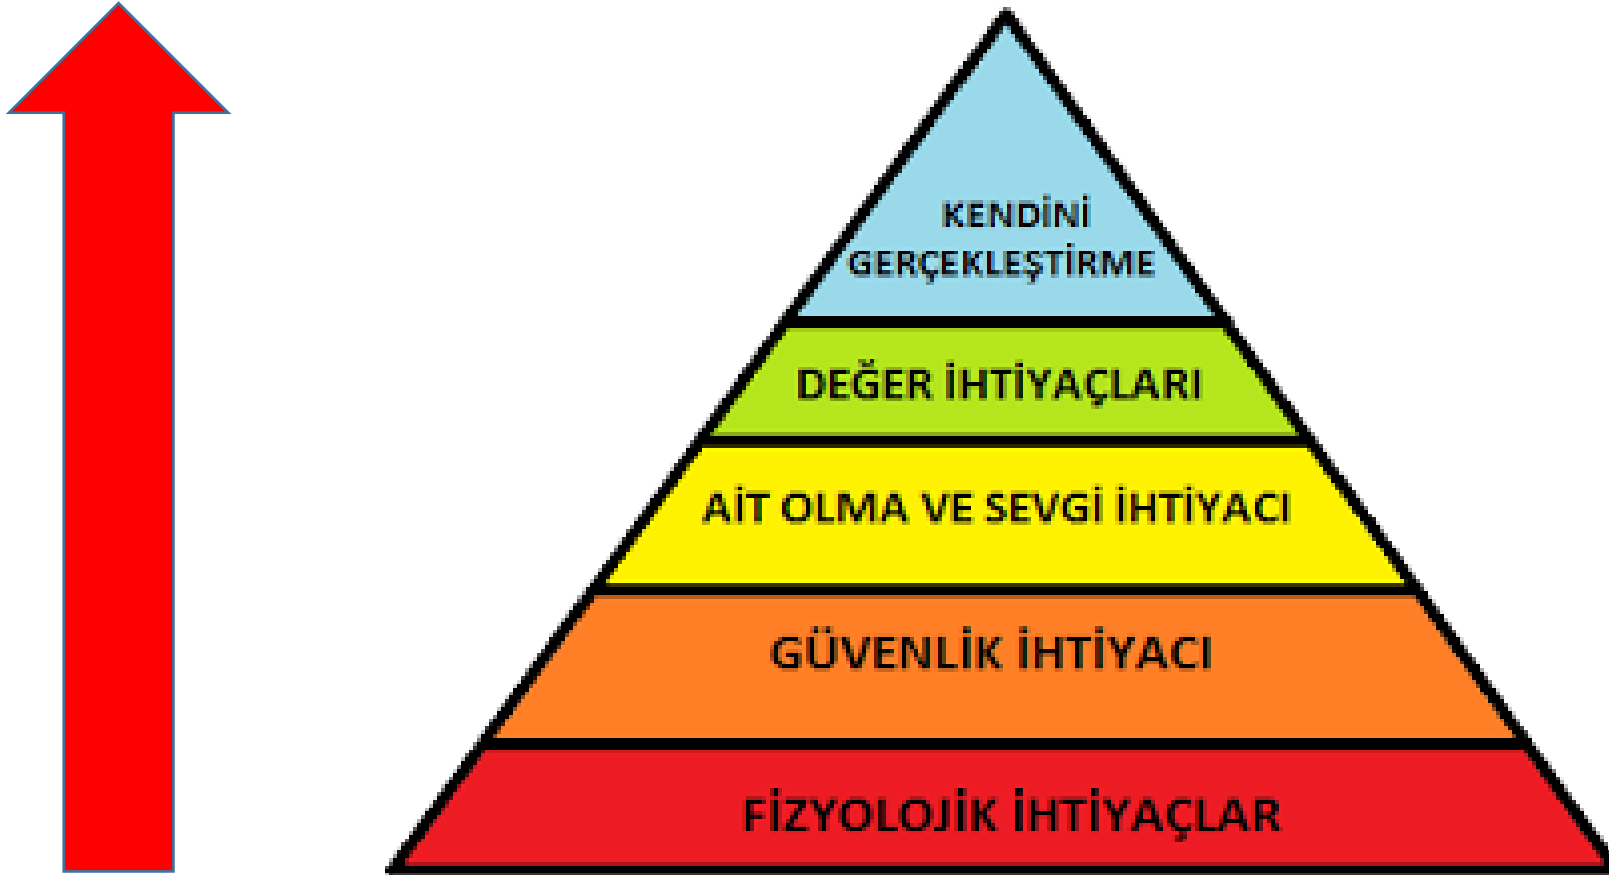 KENDİNİ
GERÇEKLEŞTİRME
DEĞER İHTİYAÇLARI
AİT OLMA VE SEVGİ İHTİYACI
GÜVENLİK İHTİYACI
FİZYOLOJİK İHTİYAÇLAR